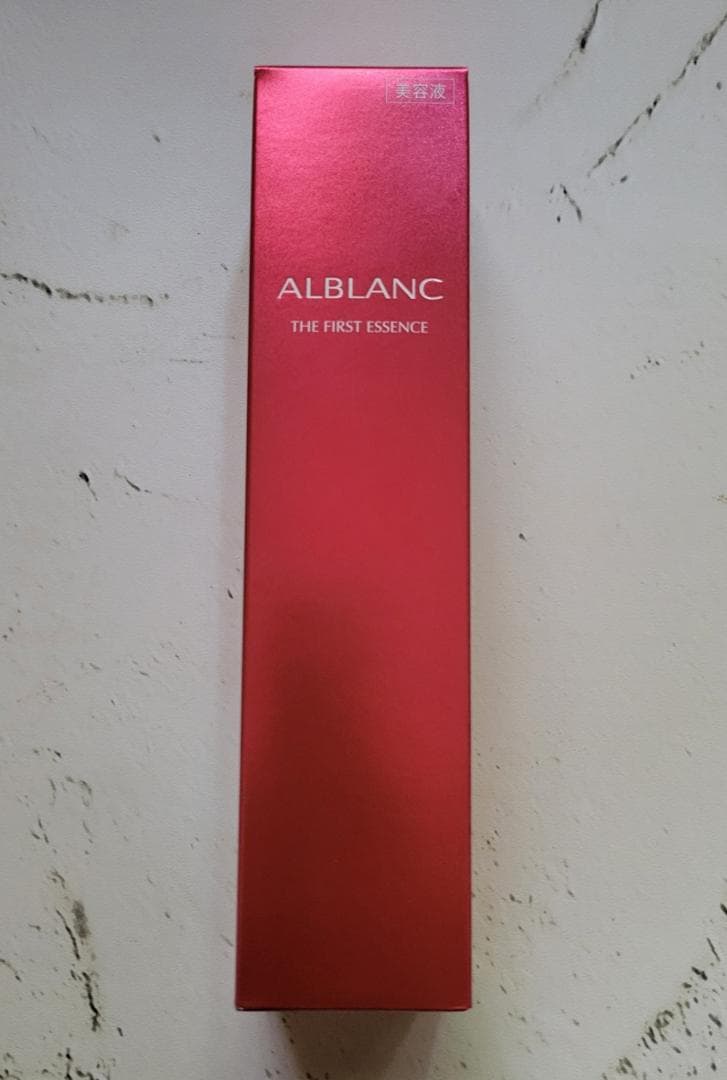 美容液
ALBLANC
THE FIRST ESSENCE